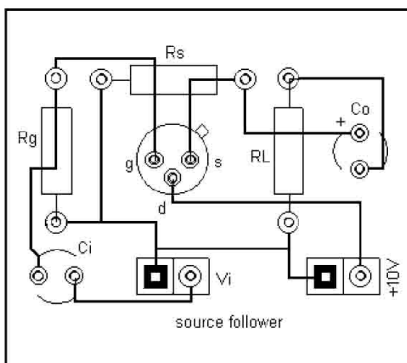 Rs
Co
+
Rg
g
s
RL
d
Ci
Vi
+10V
source follower